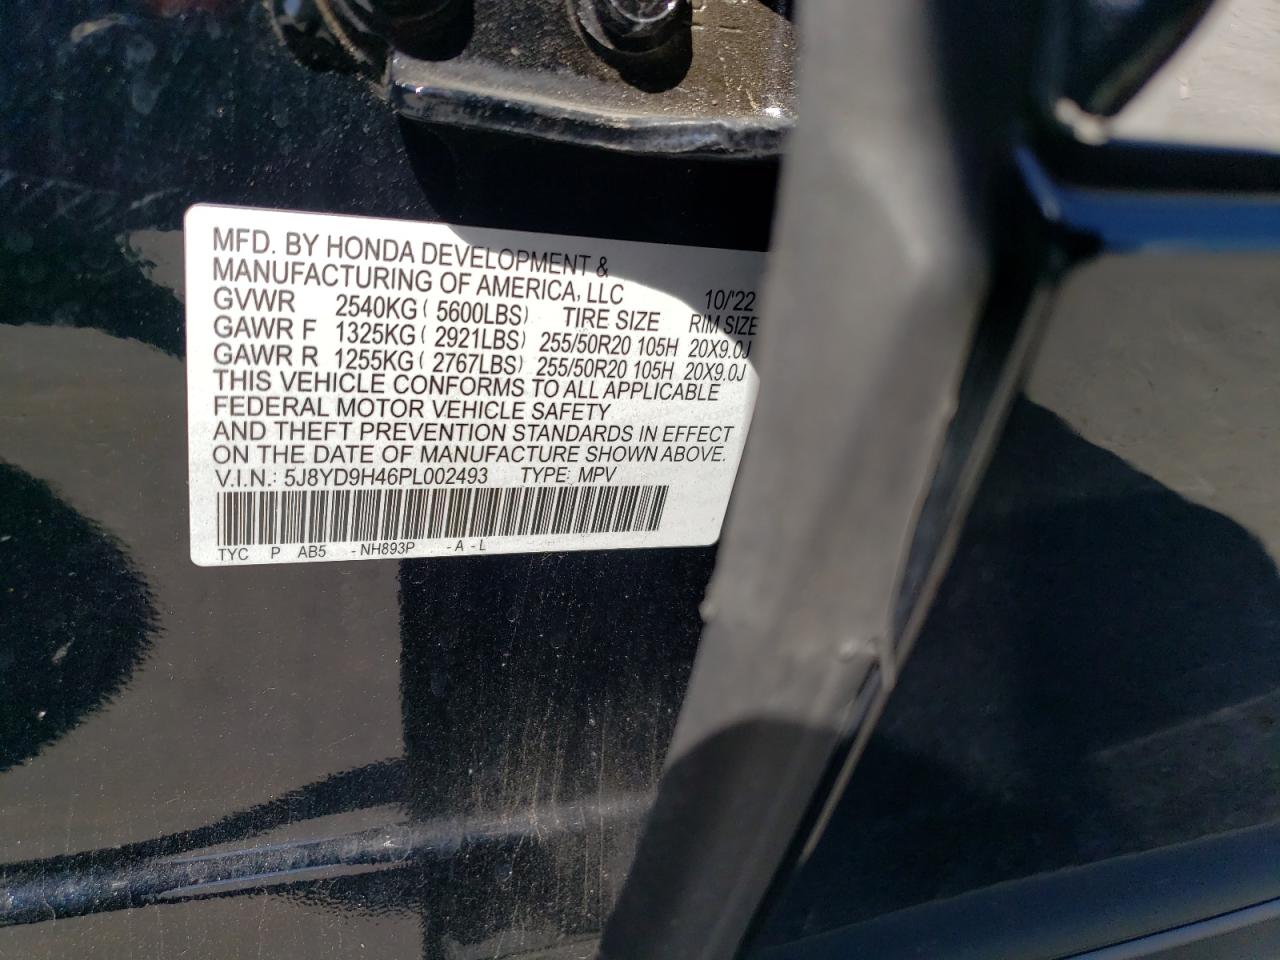 MFD. BY HONDA DEVELOPMENT &
MANUFACTURING OF AMERICA, LLC 10/'22
GVWR 2540KG ( 5600LBS) TIRE SIZE RIM SIZE
GAWR F 1325KG ( 2921LBS) 255/50R20 105H 20X9.0J
GAWR R 1255KG ( 2767LBS) 255/50R20 105H 20X9.0J
THIS VEHICLE CONFORMS TO ALL APPLICABLE
FEDERAL MOTOR VEHICLE SAFETY
AND THEFT PREVENTION STANDARDS IN EFFECT
ON THE DATE OF MANUFACTURE SHOWN ABOVE.
V.I.N.: 5J8YD9H46PL002493 TYPE: MPV
TYC P AB5 - NH893P - A - L